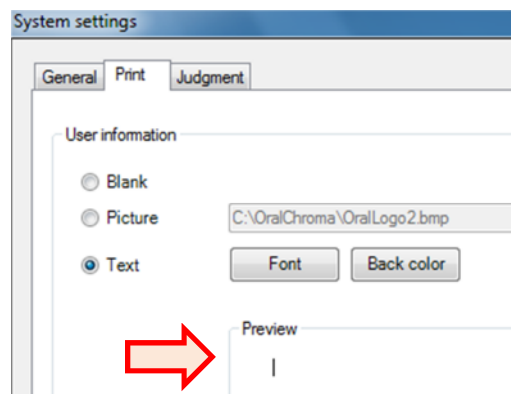 System settings
General Print Judgment
User information
Blank
Picture C:\OralChroma\OralLogo2.bmp
Text Font Back color
Preview